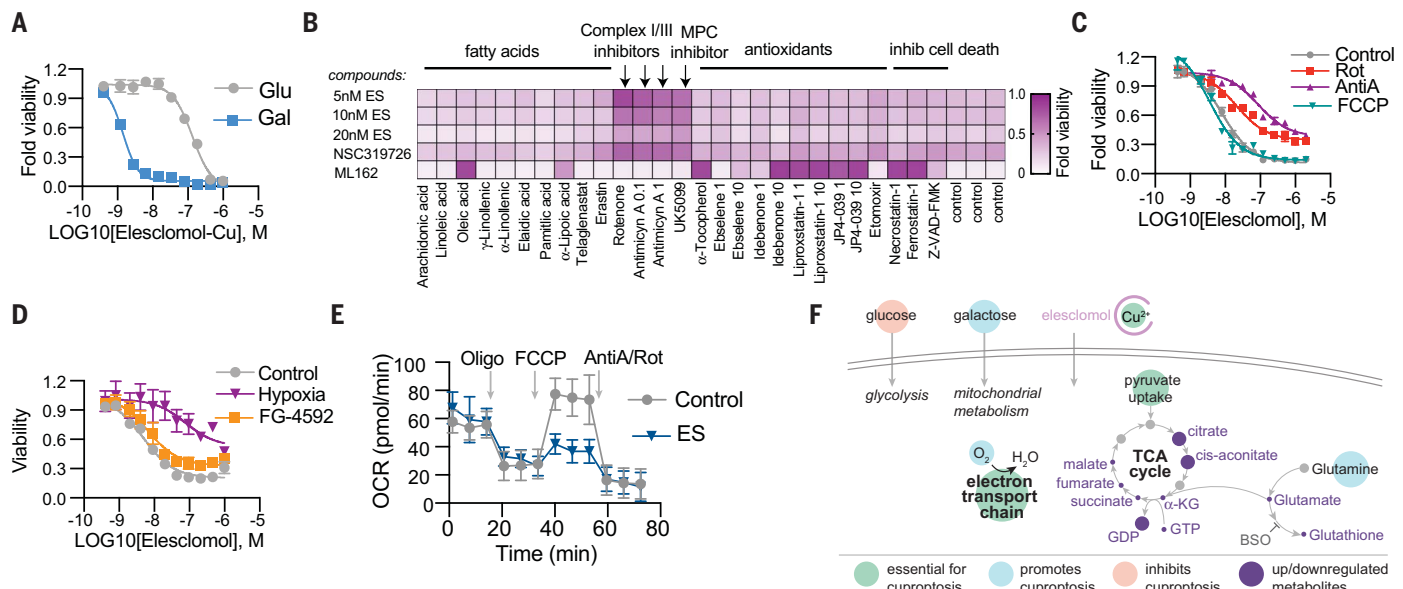 A
1.2
0.9
0.6
0.3
0.0
Fold viability
Glu
Gal
-10 -9 -8 -7 -6 -5
LOG10[Elesclomol-Cu], M
B
fatty acids
Complex I/III
inhibitors
MPC
inhibitor
antioxidants
inhib cell death
compounds:
5nM ES
10nM ES
20nM ES
NSC319726
ML162
1.0
0.5
0
Fold viability
Arachidonic acid
Linoleic acid
Oleic acid
γ-Linollenic
α-Linollenic
Elaidic acid
Pamitlic acid
α-Lipoic acid
Telaglenastat
Erastin
Rotenone
Antimicyn A 0.1
Antimicyn A 1
UK5099
α-Tocopherol
Ebselene 1
Ebselene 10
Idebenone 1
Idebenone 10
Liproxstatin-1 1
Liproxstatin-1 10
JP4-039 1
JP4-039 10
Etomoxir
Necrostatin-1
Ferrostatin-1
Z-VAD-FMK
control
control
control
C
1.2
0.9
0.6
0.3
0.0
Fold viability
Control
Rot
AntiA
FCCP
-10 -9 -8 -7 -6 -5
LOG10[Elesclomol], M
D
1.2
0.9
0.6
0.3
0.0
Viability
Control
Hypoxia
FG-4592
-10 -9 -8 -7 -6 -5
LOG10[Elesclomol], M
E
100
80
60
40
20
0
OCR (pmol/min)
Oligo FCCP AntiA/Rot
Control
ES
0 20 40 60 80
Time (min)
F
glucose
galactose
elesclomol
Cu²⁺
glycolysis
mitochondrial
metabolism
pyruvate
uptake
O₂
H₂O
electron
transport
chain
TCA
cycle
citrate
cis-aconitate
malate
fumarate
succinate
α-KG
GDP
GTP
Glutamine
Glutamate
BSO
Glutathione
essential for
cuproptosis
promotes
cuproptosis
inhibits
cuproptosis
up/downregulated
metabolites